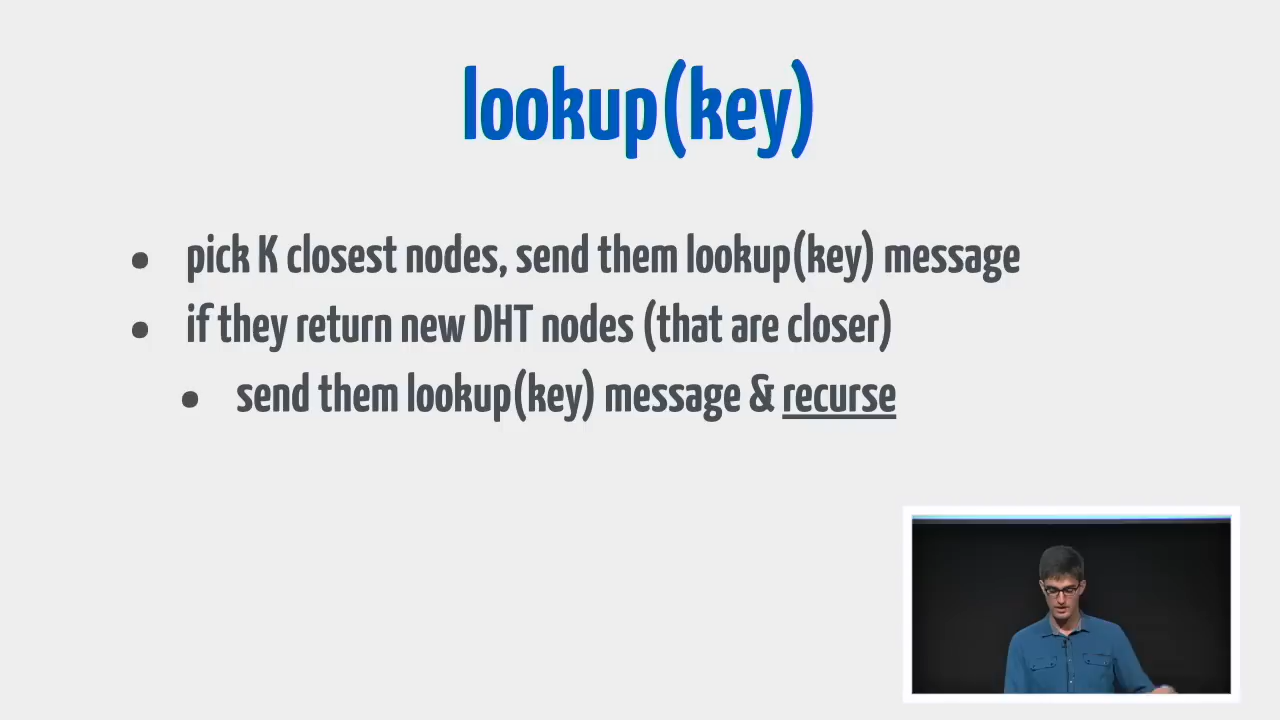 lookup(key)
pick K closest nodes, send them lookup(key) message
if they return new DHT nodes (that are closer)
send them lookup(key) message & recurse